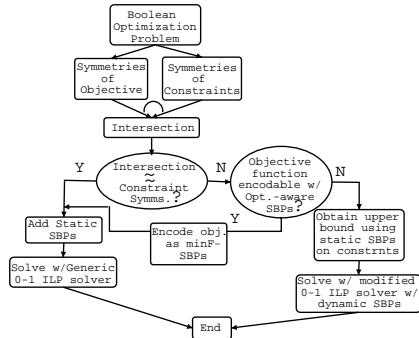 Boolean
Optimization
Problem
Symmetries
of
Objective
Symmetries
of
Constraints
Intersection
Y
Intersection
≈
Constraint
Symms.?
N
Objective
function
encodable w/
Opt.-aware
SBPs?
N
Y
Add Static
SBPs
Encode obj.
as minF-
SBPs
Obtain upper
bound using
static SBPs
on constrnts
Solve w/Generic
0-1 ILP solver
Solve w/ modified
0-1 ILP solver w/
dynamic SBPs
End